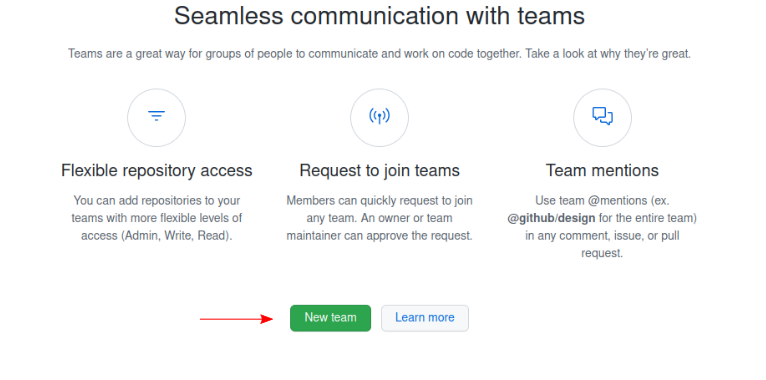 Seamless communication with teams
Teams are a great way for groups of people to communicate and work on code together. Take a look at why they’re great.
Flexible repository access
You can add repositories to your
teams with more flexible levels of
access (Admin, Write, Read).
Request to join teams
Members can quickly request to join
any team. An owner or team
maintainer can approve the request.
Team mentions
Use team @mentions (ex.
@github/design for the entire team)
in any comment, issue, or pull
request.
New team
Learn more